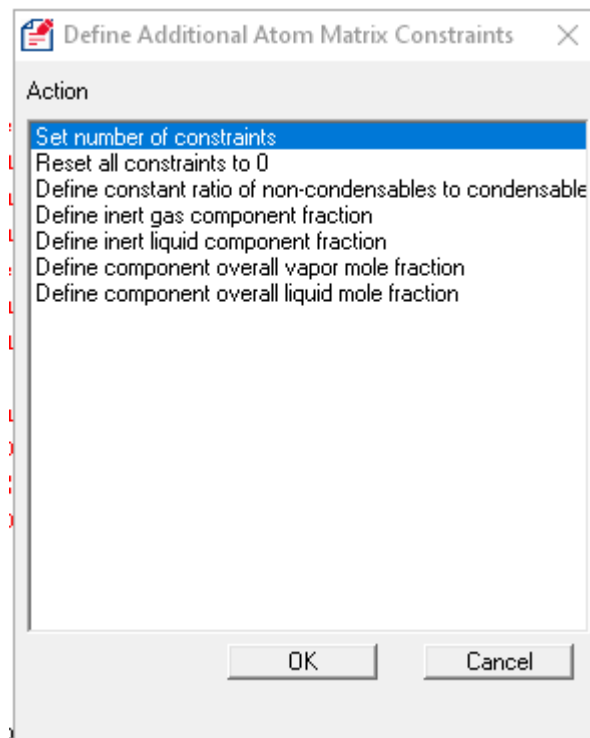 Define Additional Atom Matrix Constraints
Action
Set number of constraints
Reset all constraints to 0
Define constant ratio of non-condensables to condensable
Define inert gas component fraction
Define inert liquid component fraction
Define component overall vapor mole fraction
Define component overall liquid mole fraction
OK Cancel